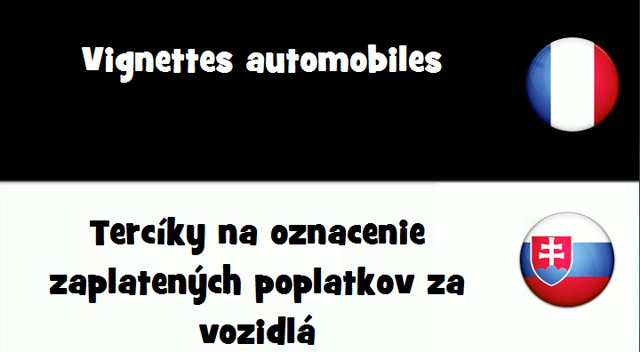 Vignettes automobiles
Tercíky na oznacenie
zaplatených poplatkov za
vozidlá